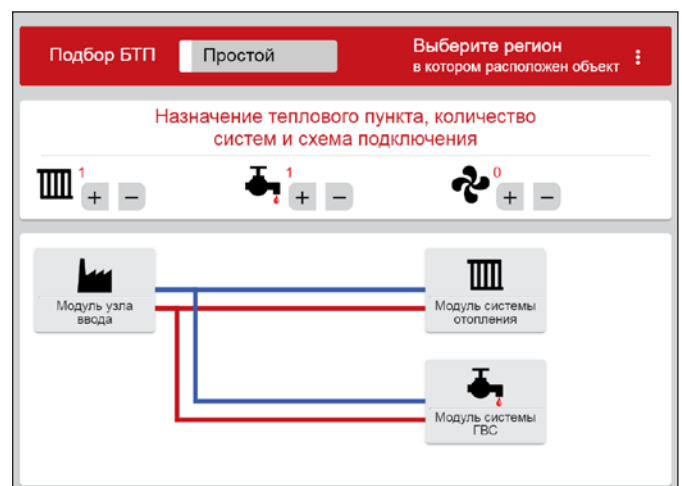 Подбор БТП
Простой
Выберите регион
в котором расположен объект
Назначение теплового пункта, количество
систем и схема подключения
1
+ −
1
+ −
0
+ −
Модуль узла
ввода
Модуль системы
отопления
Модуль системы
ГВС